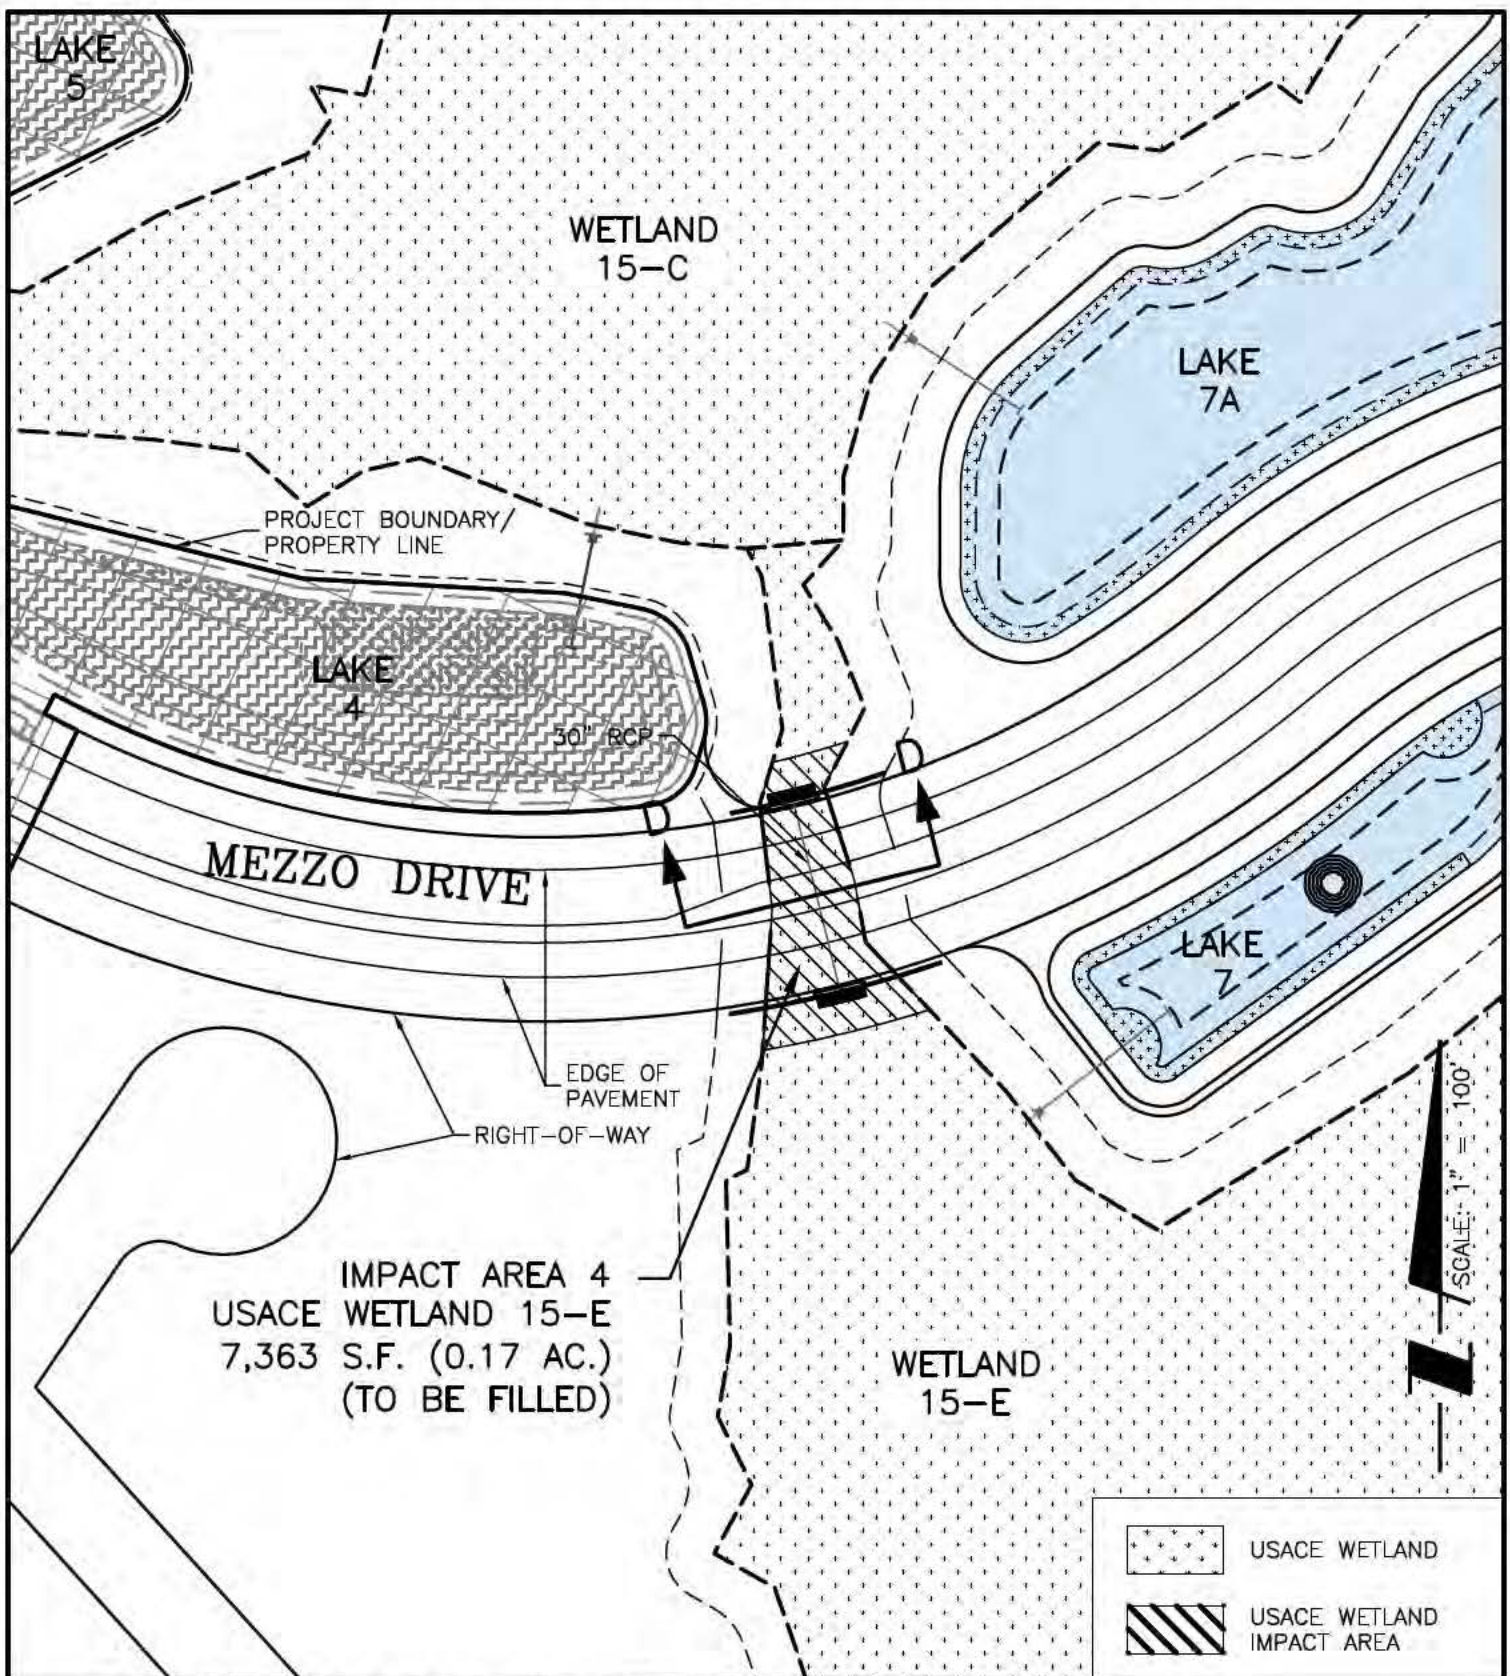 LAKE
5
WETLAND
15-C
LAKE
7A
PROJECT BOUNDARY/
PROPERTY LINE
LAKE
4
30" RCP
D
D
MEZZO DRIVE
LAKE
Z
EDGE OF
PAVEMENT
RIGHT-OF-WAY
SCALE: 1" = 100'
IMPACT AREA 4
USACE WETLAND 15-E
7,363 S.F. (0.17 AC.)
(TO BE FILLED)
WETLAND
15-E
Z
USACE WETLAND
USACE WETLAND
IMPACT AREA